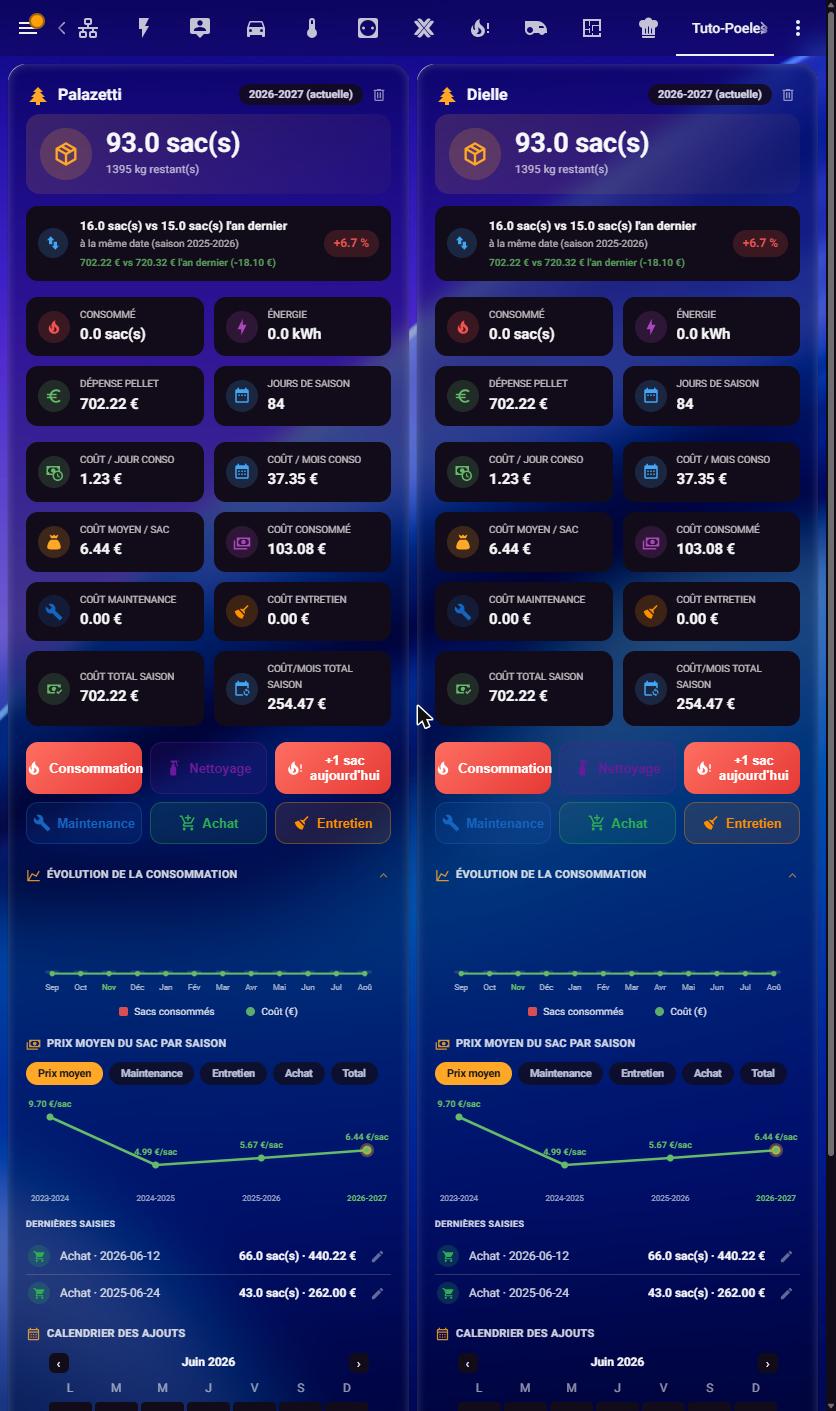 Tuto-Poeles
Palazetti
2026-2027 (actuelle)
93.0 sac(s)
1395 kg restant(s)
16.0 sac(s) vs 15.0 sac(s) l'an dernier
à la même date (saison 2025-2026)
702.22 € vs 720.32 € l'an dernier (-18.10 €)
+6.7 %
CONSOMMÉ
0.0 sac(s)
ÉNERGIE
0.0 kWh
DÉPENSE PELLET
702.22 €
JOURS DE SAISON
84
COÛT / JOUR CONSO
1.23 €
COÛT / MOIS CONSO
37.35 €
COÛT MOYEN / SAC
6.44 €
COÛT CONSOMMÉ
103.08 €
COÛT MAINTENANCE
0.00 €
COÛT ENTRETIEN
0.00 €
COÛT TOTAL SAISON
702.22 €
COÛT/MOIS TOTAL
SAISON
254.47 €
Consommation
Nettoyage
+1 sac
aujourd'hui
Maintenance
Achat
Entretien
ÉVOLUTION DE LA CONSOMMATION
Sep Oct Nov Déc Jan Fév Mar Avr Mai Jun Jul Aoû
Sacs consommés Coût (€)
PRIX MOYEN DU SAC PAR SAISON
Prix moyen Maintenance Entretien Achat Total
9.70 €/sac
4.99 €/sac
5.67 €/sac
6.44 €/sac
2023-2024 2024-2025 2025-2026 2026-2027
DERNIÈRES SAISIES
Achat · 2026-06-12 66.0 sac(s) · 440.22 €
Achat · 2025-06-24 43.0 sac(s) · 262.00 €
CALENDRIER DES AJOUTS
‹ Juin 2026 ›
L M M J V S D
Dielle
2026-2027 (actuelle)
93.0 sac(s)
1395 kg restant(s)
16.0 sac(s) vs 15.0 sac(s) l'an dernier
à la même date (saison 2025-2026)
702.22 € vs 720.32 € l'an dernier (-18.10 €)
+6.7 %
CONSOMMÉ
0.0 sac(s)
ÉNERGIE
0.0 kWh
DÉPENSE PELLET
702.22 €
JOURS DE SAISON
84
COÛT / JOUR CONSO
1.23 €
COÛT / MOIS CONSO
37.35 €
COÛT MOYEN / SAC
6.44 €
COÛT CONSOMMÉ
103.08 €
COÛT MAINTENANCE
0.00 €
COÛT ENTRETIEN
0.00 €
COÛT TOTAL SAISON
702.22 €
COÛT/MOIS TOTAL
SAISON
254.47 €
Consommation
Nettoyage
+1 sac
aujourd'hui
Maintenance
Achat
Entretien
ÉVOLUTION DE LA CONSOMMATION
Sep Oct Nov Déc Jan Fév Mar Avr Mai Jun Jul Aoû
Sacs consommés Coût (€)
PRIX MOYEN DU SAC PAR SAISON
Prix moyen Maintenance Entretien Achat Total
9.70 €/sac
4.99 €/sac
5.67 €/sac
6.44 €/sac
2023-2024 2024-2025 2025-2026 2026-2027
DERNIÈRES SAISIES
Achat · 2026-06-12 66.0 sac(s) · 440.22 €
Achat · 2025-06-24 43.0 sac(s) · 262.00 €
CALENDRIER DES AJOUTS
‹ Juin 2026 ›
L M M J V S D